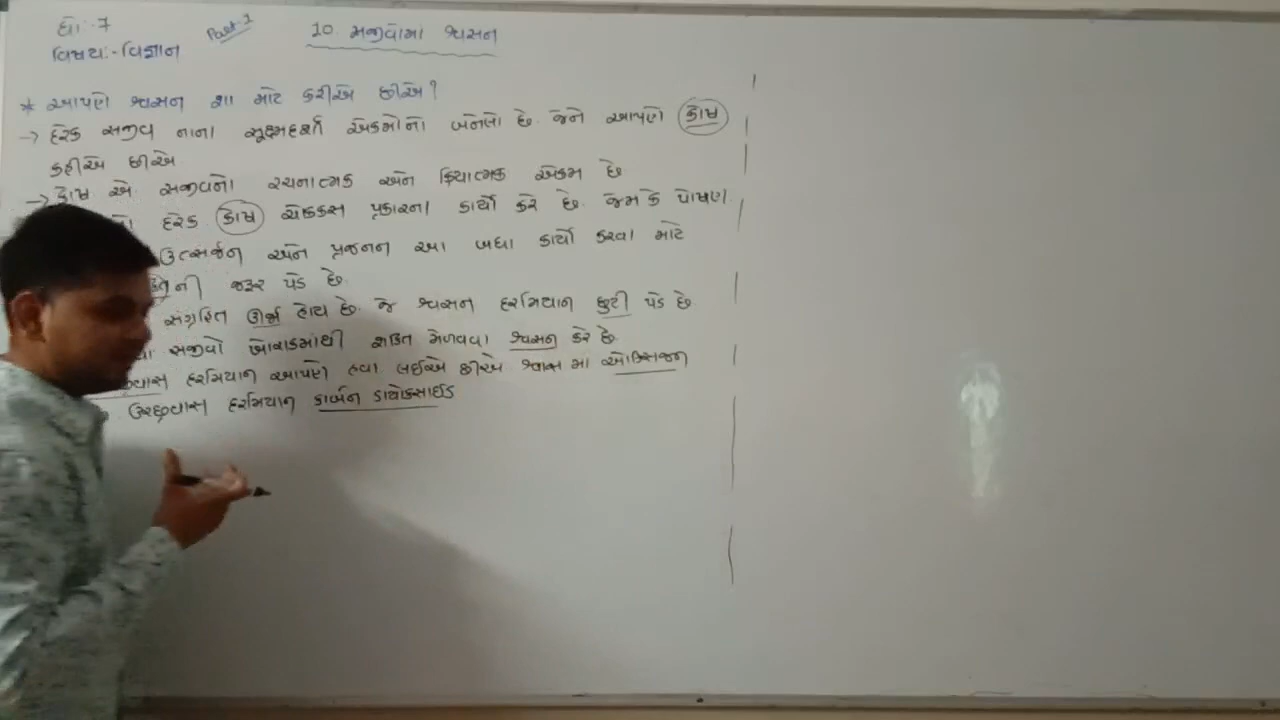 ધો:-7
Part-1
10. સજીવોમાં શ્વસન
વિષય:-વિજ્ઞાન
* આપણે શ્વસન શા માટે કરીએ છીએ?
→ દરેક સજીવ નાના સૂક્ષ્મદર્શી એકમોનો બનેલો છે. જેને આપણે કોષ
કહીએ છીએ
→ કોષ એ સજીવનો રચનાત્મક અને ક્રિયાત્મક એકમ છે
દરેક કોષ ચોક્કસ પ્રકારના કાર્યો કરે છે. જેમ કે પોષણ
ઉત્સર્જન અને પ્રજનન આ બધા કાર્યો કરવા માટે
ની જરૂર પડે છે.
સંગ્રહિત ઊર્જા હોય છે. જે શ્વસન દરમિયાન છુટી પડે છે
સજીવો ખોરાકમાંથી શક્તિ મેળવવા શ્વસન કરે છે.
દરમિયાન આપણે હવા લઈએ છીએ શ્વાસ માં ઓક્સિજન
ઉચ્છવાસ દરમિયાન કાર્બન ડાયોક્સાઈડ